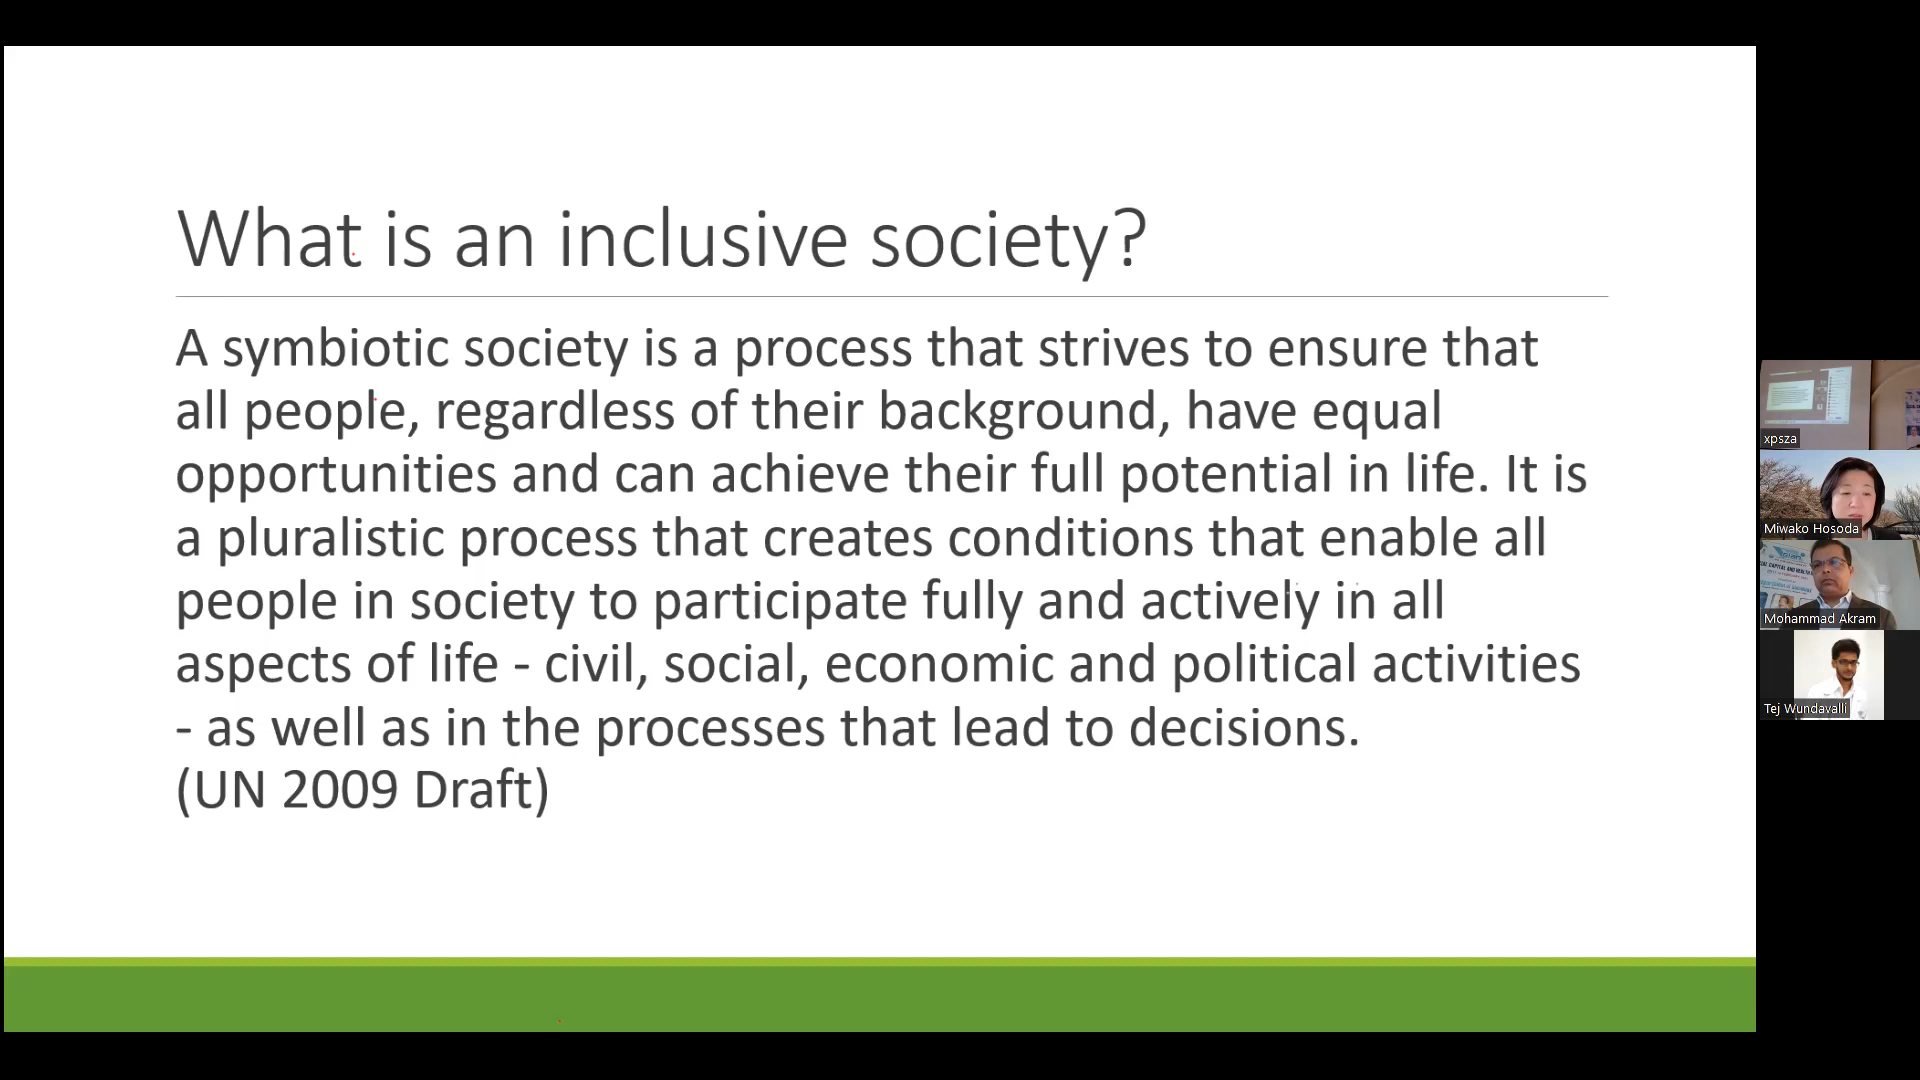 What is an inclusive society?
A symbiotic society is a process that strives to ensure that
all people, regardless of their background, have equal
opportunities and can achieve their full potential in life. It is
a pluralistic process that creates conditions that enable all
people in society to participate fully and actively in all
aspects of life - civil, social, economic and political activities
- as well as in the processes that lead to decisions.
(UN 2009 Draft)
xpsza
Miwako Hosoda
Mohammad Akram
Tej Wundavalli